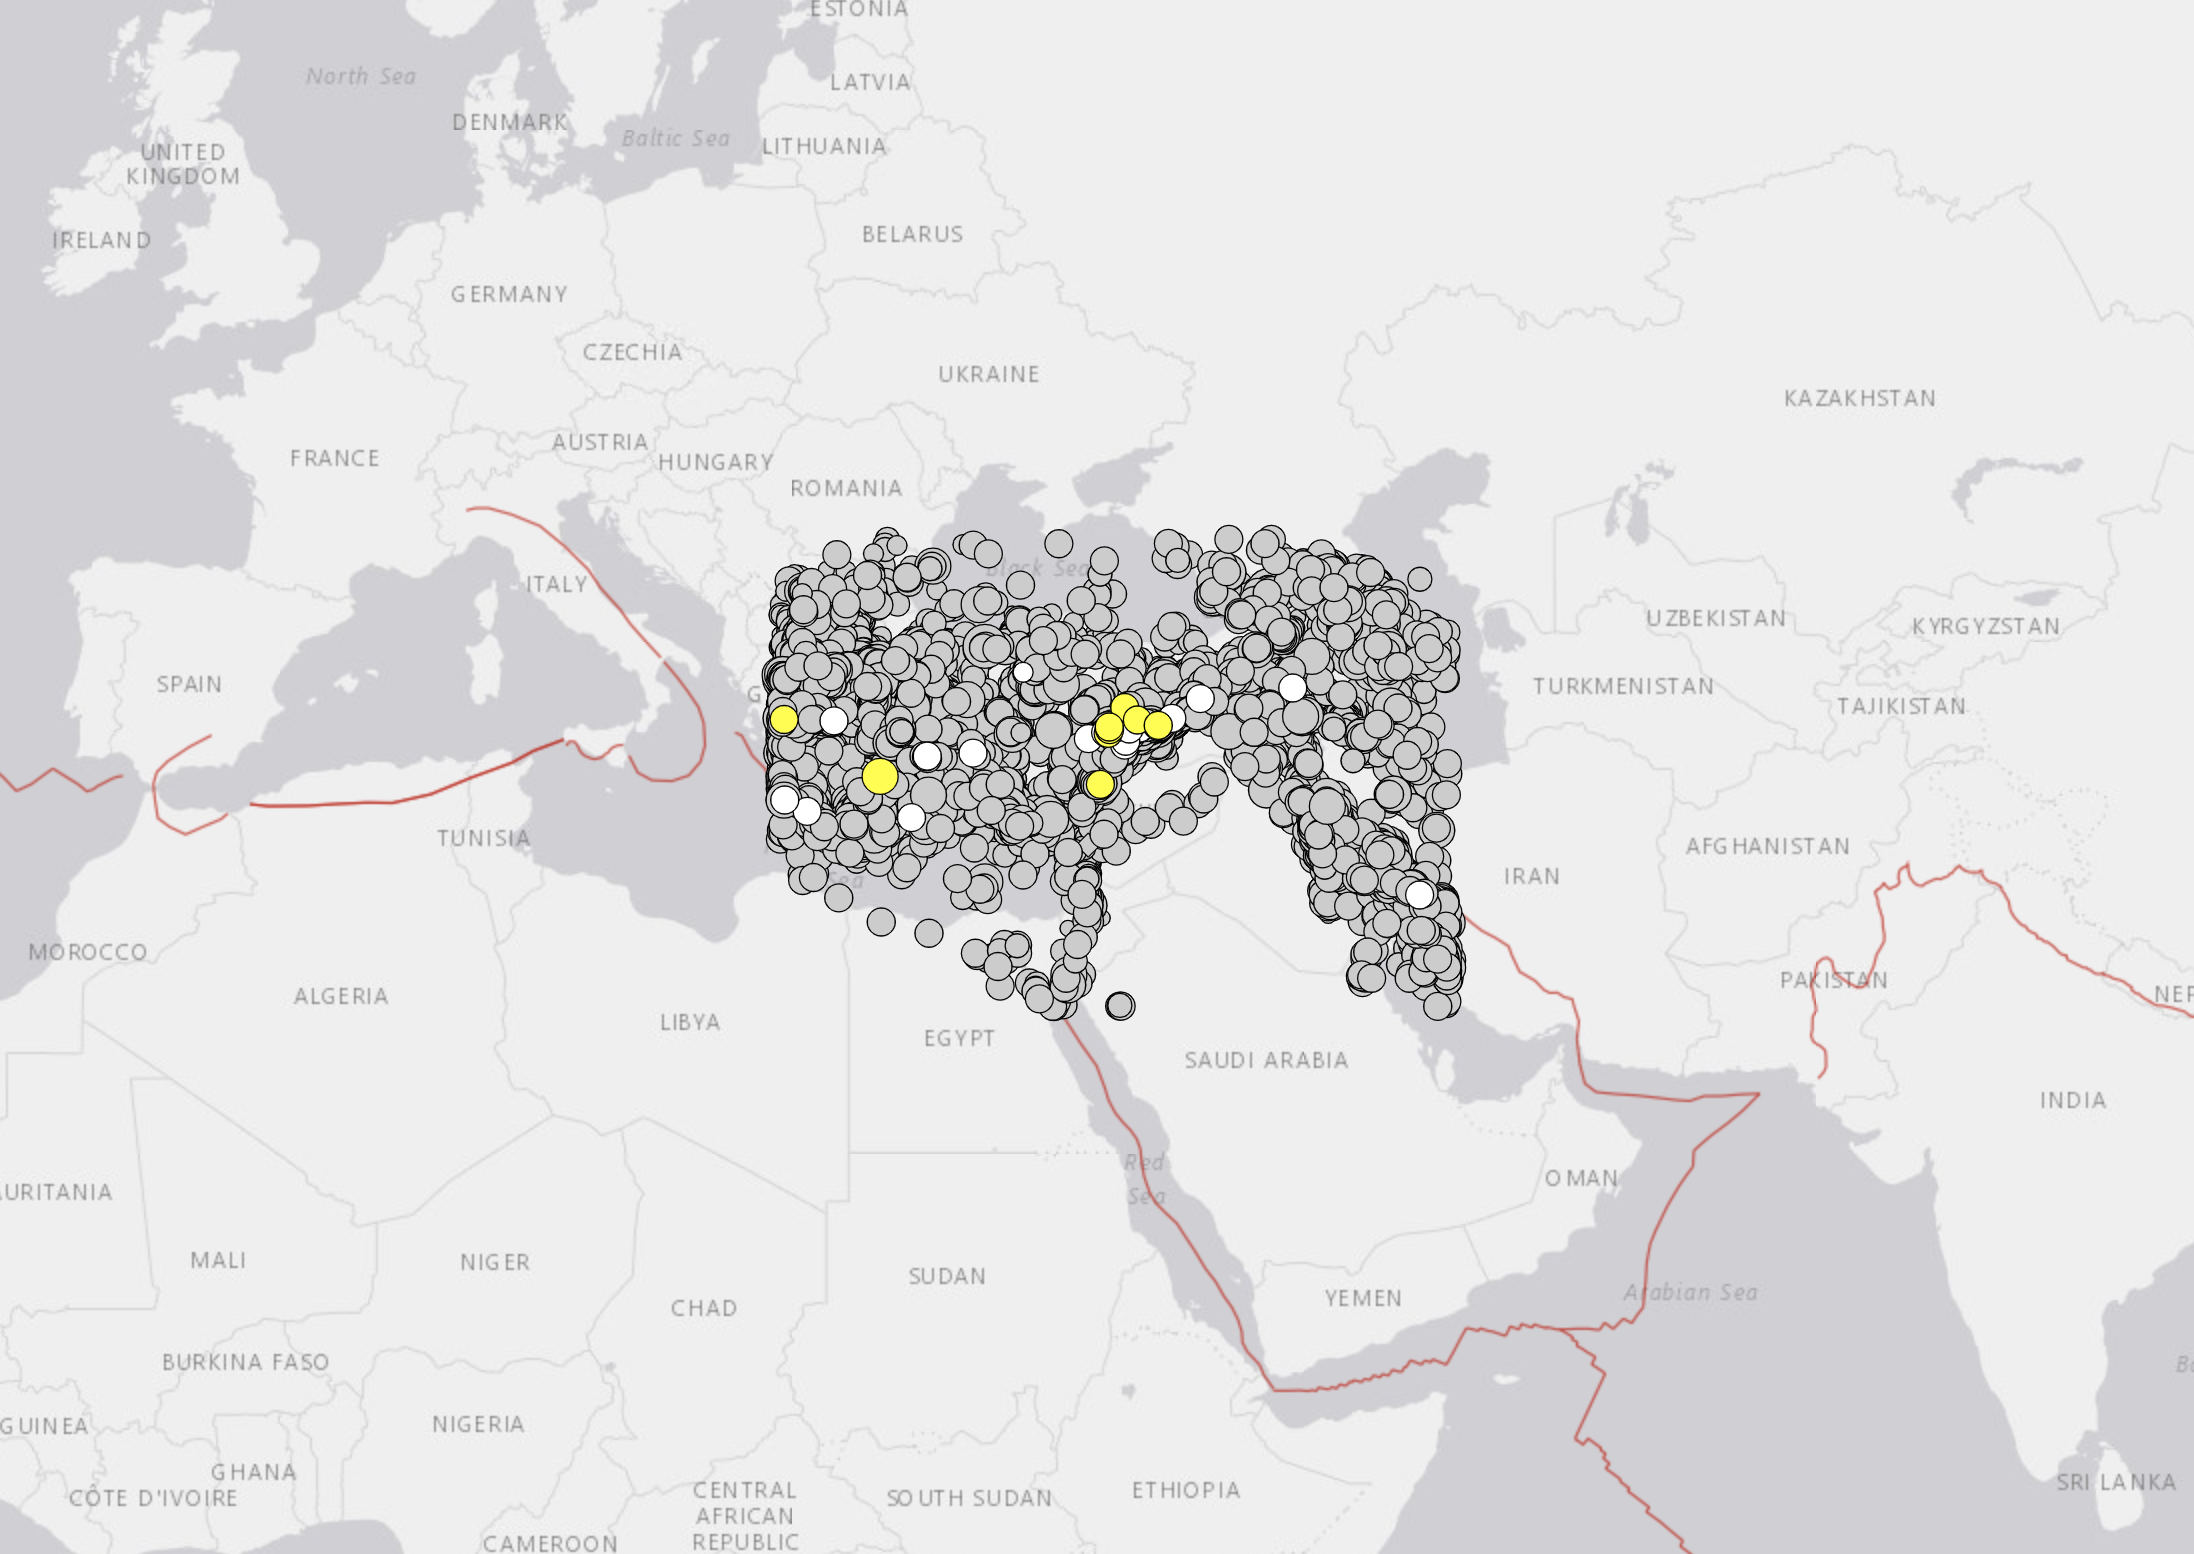 ESTONIA
North Sea
LATVIA
DENMARK
Baltic Sea
LITHUANIA
UNITED
KINGDOM
IRELAND
BELARUS
GERMANY
CZECHIA
UKRAINE
KAZAKHSTAN
AUSTRIA
FRANCE
HUNGARY
ROMANIA
Black Sea
ITALY
UZBEKISTAN
KYRGYZSTAN
SPAIN
G
TURKMENISTAN
TAJIKISTAN
TUNISIA
AFGHANISTAN
Sea
IRAN
MOROCCO
PAKISTAN
ALGERIA
NEP
LIBYA
EGYPT
SAUDI ARABIA
INDIA
Red
Sea
OMAN
URITANIA
MALI
NIGER
SUDAN
YEMEN
Arabian Sea
CHAD
BURKINA FASO
Ba
GUINEA
NIGERIA
GHANA
CÔTE D'IVOIRE
CENTRAL
AFRICAN
REPUBLIC
SOUTH SUDAN
ETHIOPIA
SRI LANKA
CAMEROON